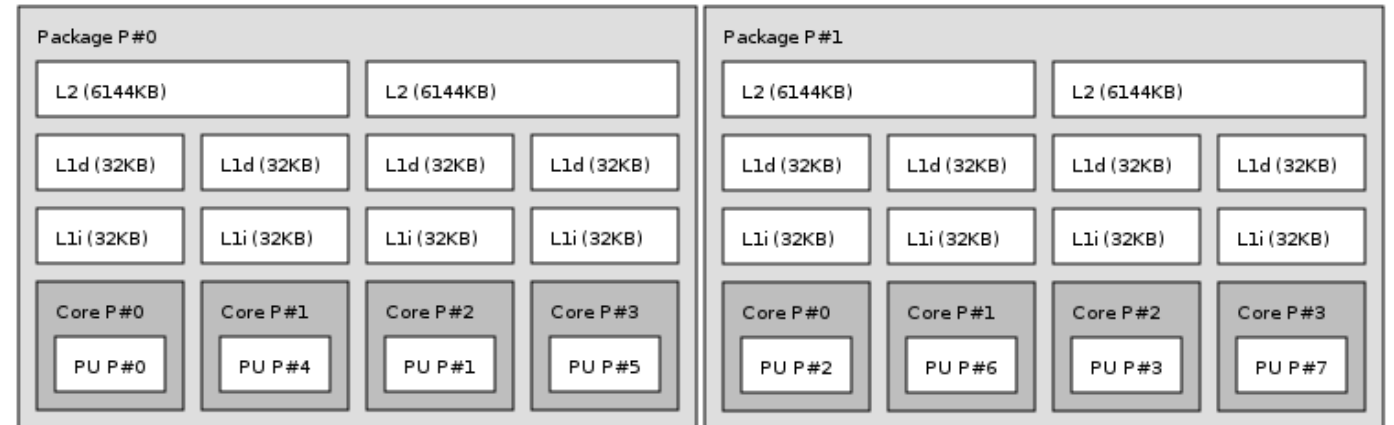 Package P#0
L2 (6144KB) L2 (6144KB)
L1d (32KB) L1d (32KB) L1d (32KB) L1d (32KB)
L1i (32KB) L1i (32KB) L1i (32KB) L1i (32KB)
Core P#0 Core P#1 Core P#2 Core P#3
PU P#0 PU P#4 PU P#1 PU P#5
Package P#1
L2 (6144KB) L2 (6144KB)
L1d (32KB) L1d (32KB) L1d (32KB) L1d (32KB)
L1i (32KB) L1i (32KB) L1i (32KB) L1i (32KB)
Core P#0 Core P#1 Core P#2 Core P#3
PU P#2 PU P#6 PU P#3 PU P#7